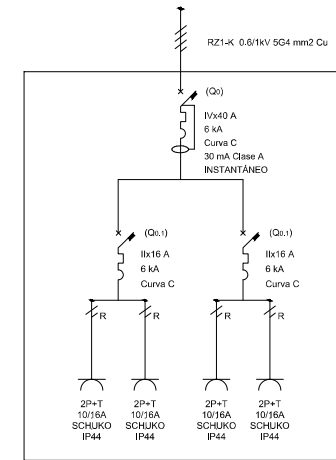 RZ1-K 0.6/1kV 5G4 mm2 Cu
(Q0)
IVx40 A
6 kA
Curva C
30 mA Clase A
INSTANTÁNEO
(Q0.1)
IIx16 A
6 kA
Curva C
(Q0.1)
IIx16 A
6 kA
Curva C
R
R
R
R
2P+T
10/16A
SCHUKO
IP44
2P+T
10/16A
SCHUKO
IP44
2P+T
10/16A
SCHUKO
IP44
2P+T
10/16A
SCHUKO
IP44